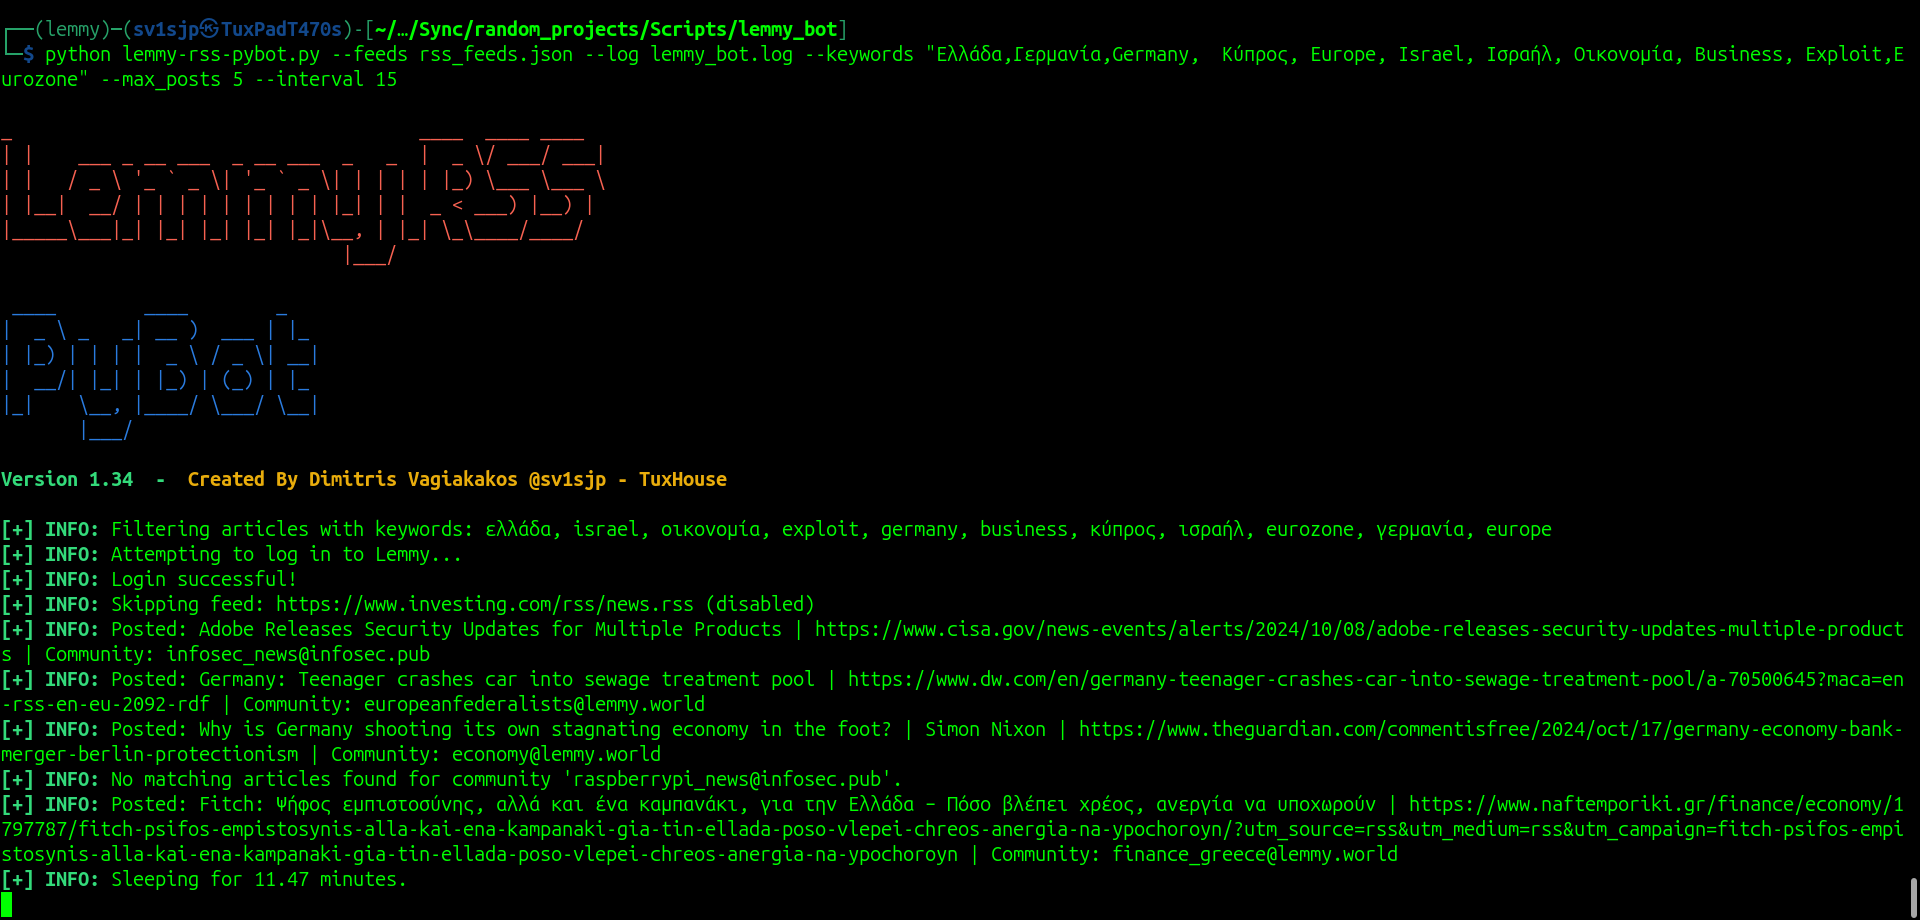 ┌──(lemmy)─(sv1sjp㉿TuxPadT470s)-[~/…/Sync/random_projects/Scripts/lemmy_bot]
└─$ python lemmy-rss-pybot.py --feeds rss_feeds.json --log lemmy_bot.log --keywords "Ελλάδα,Γερμανία,Germany,  Κύπρος, Europe, Israel, Ισραήλ, Οικονομία, Business, Exploit,E
urozone" --max_posts 5 --interval 15
LemmyRSS
PyBot
Version 1.34  -  Created By Dimitris Vagiakakos @sv1sjp - TuxHouse
[+] INFO: Filtering articles with keywords: ελλάδα, israel, οικονομία, exploit, germany, business, κύπρος, ισραήλ, eurozone, γερμανία, europe
[+] INFO: Attempting to log in to Lemmy...
[+] INFO: Login successful!
[+] INFO: Skipping feed: https://www.investing.com/rss/news.rss (disabled)
[+] INFO: Posted: Adobe Releases Security Updates for Multiple Products | https://www.cisa.gov/news-events/alerts/2024/10/08/adobe-releases-security-updates-multiple-product
s | Community: infosec_news@infosec.pub
[+] INFO: Posted: Germany: Teenager crashes car into sewage treatment pool | https://www.dw.com/en/germany-teenager-crashes-car-into-sewage-treatment-pool/a-70500645?maca=en
-rss-en-eu-2092-rdf | Community: europeanfederalists@lemmy.world
[+] INFO: Posted: Why is Germany shooting its own stagnating economy in the foot? | Simon Nixon | https://www.theguardian.com/commentisfree/2024/oct/17/germany-economy-bank-
merger-berlin-protectionism | Community: economy@lemmy.world
[+] INFO: No matching articles found for community 'raspberrypi_news@infosec.pub'.
[+] INFO: Posted: Fitch: Ψήφος εμπιστοσύνης, αλλά και ένα καμπανάκι, για την Ελλάδα – Πόσο βλέπει χρέος, ανεργία να υποχωρούν | https://www.naftemporiki.gr/finance/economy/1
797787/fitch-psifos-empistosynis-alla-kai-ena-kampanaki-gia-tin-ellada-poso-vlepei-chreos-anergia-na-ypochoroyn/?utm_source=rss&utm_medium=rss&utm_campaign=fitch-psifos-empi
stosynis-alla-kai-ena-kampanaki-gia-tin-ellada-poso-vlepei-chreos-anergia-na-ypochoroyn | Community: finance_greece@lemmy.world
[+] INFO: Sleeping for 11.47 minutes.